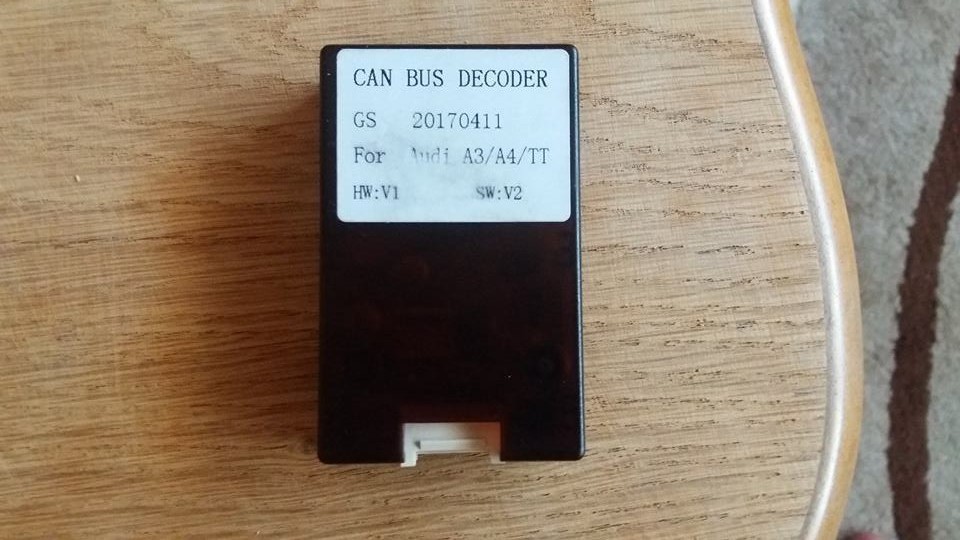 CAN BUS DECODER
GS 20170411
For Audi A3/A4/TT
HW:V1 SW:V2